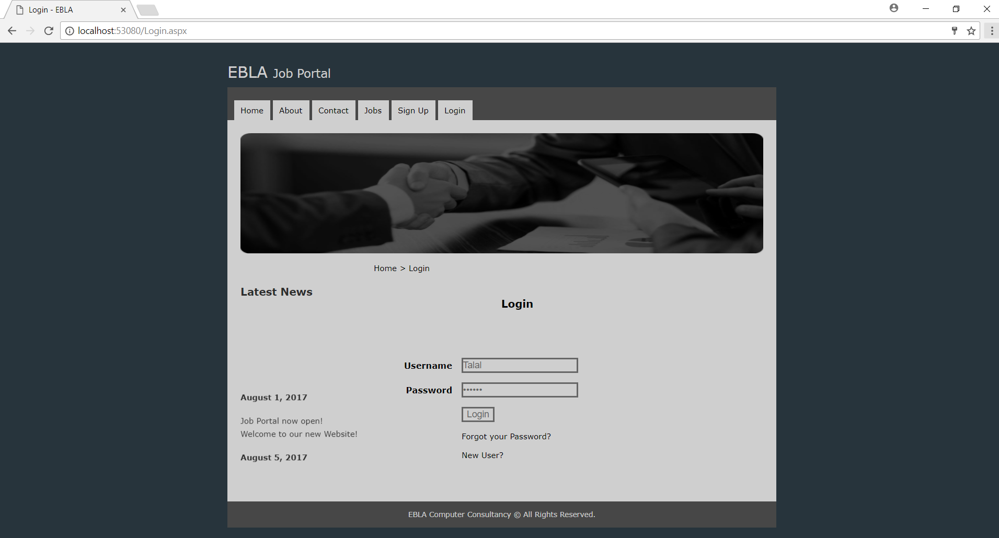 Login - EBLA
localhost:53080/Login.aspx
EBLA Job Portal
Home About Contact Jobs Sign Up Login
Home > Login
Latest News
Login
Username Talal
Password ••••••
Login
Forgot your Password?
New User?
August 1, 2017
Job Portal now open!
Welcome to our new Website!
August 5, 2017
EBLA Computer Consultancy © All Rights Reserved.